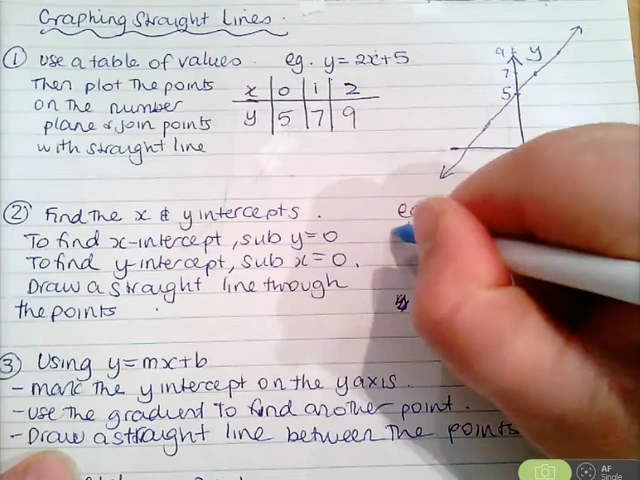 Graphing Straight Lines.
① Use a table of values. eg. y=2x+5
Then plot the points
on the number
plane & join points
with straight line
x 0 1 2
y 5 7 9
9 y
7
5
② Find the x & y intercepts.
To find x-intercept, sub y=0
To find y-intercept, sub x=0.
Draw a straight line through
the points
eg
③ Using y=mx+b
- mark the y intercept on the y axis.
- use the gradient to find another point.
- Draw a straight line between the points
AF
Single